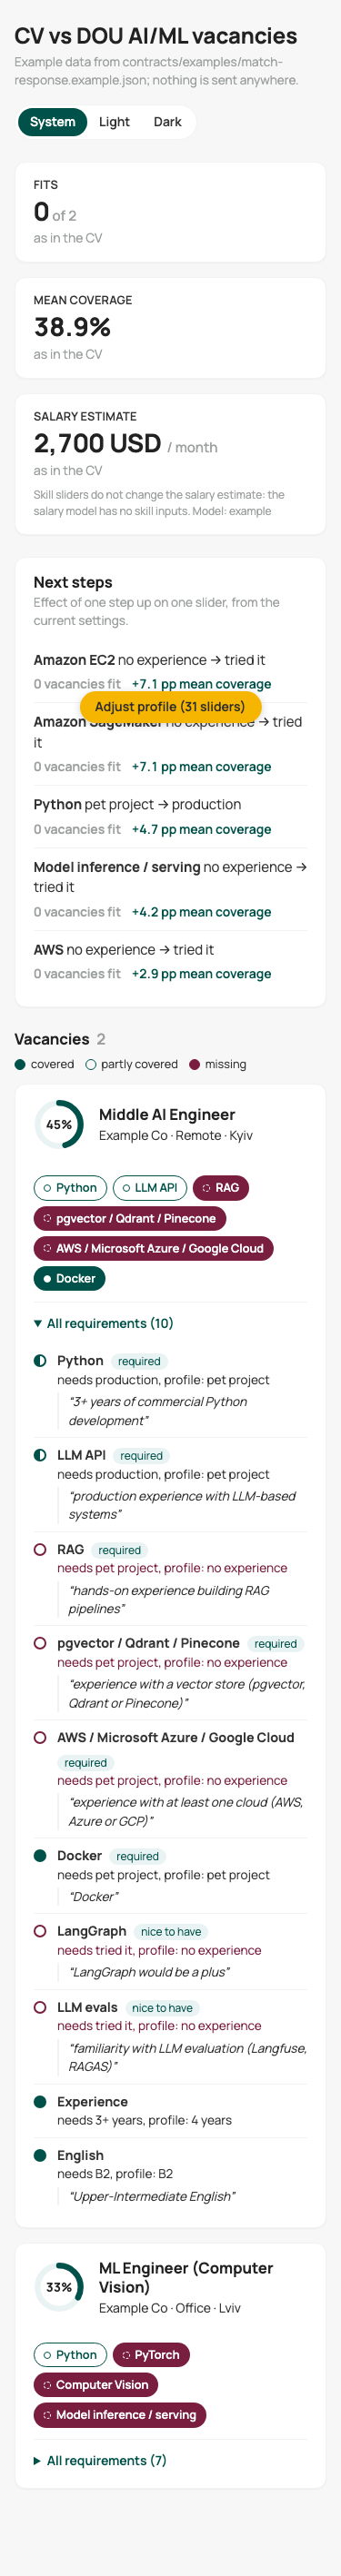 CV vs DOU AI/ML vacancies
Example data from contracts/examples/match-
response.example.json; nothing is sent anywhere.
System Light Dark
FITS
0 of 2
as in the CV
MEAN COVERAGE
38.9%
as in the CV
SALARY ESTIMATE
2,700 USD / month
as in the CV
Skill sliders do not change the salary estimate: the
salary model has no skill inputs. Model: example
Next steps
Effect of one step up on one slider, from the
current settings.
Amazon EC2 no experience → tried it
0 vacancies fit +7.1 pp mean coverage
Adjust profile (31 sliders)
Amazon SageMaker no experience → tried
it
0 vacancies fit +7.1 pp mean coverage
Python pet project → production
0 vacancies fit +4.7 pp mean coverage
Model inference / serving no experience →
tried it
0 vacancies fit +4.2 pp mean coverage
AWS no experience → tried it
0 vacancies fit +2.9 pp mean coverage
Vacancies 2
covered partly covered missing
45%
Middle AI Engineer
Example Co · Remote · Kyiv
Python LLM API RAG
pgvector / Qdrant / Pinecone
AWS / Microsoft Azure / Google Cloud
Docker
▼ All requirements (10)
Python required
needs production, profile: pet project
“3+ years of commercial Python
development”
LLM API required
needs production, profile: pet project
“production experience with LLM-based
systems”
RAG required
needs pet project, profile: no experience
“hands-on experience building RAG
pipelines”
pgvector / Qdrant / Pinecone required
needs pet project, profile: no experience
“experience with a vector store (pgvector,
Qdrant or Pinecone)”
AWS / Microsoft Azure / Google Cloud
required
needs pet project, profile: no experience
“experience with at least one cloud (AWS,
Azure or GCP)”
Docker required
needs pet project, profile: pet project
“Docker”
LangGraph nice to have
needs tried it, profile: no experience
“LangGraph would be a plus”
LLM evals nice to have
needs tried it, profile: no experience
“familiarity with LLM evaluation (Langfuse,
RAGAS)”
Experience
needs 3+ years, profile: 4 years
English
needs B2, profile: B2
“Upper-Intermediate English”
33%
ML Engineer (Computer
Vision)
Example Co · Office · Lviv
Python PyTorch
Computer Vision
Model inference / serving
▶ All requirements (7)